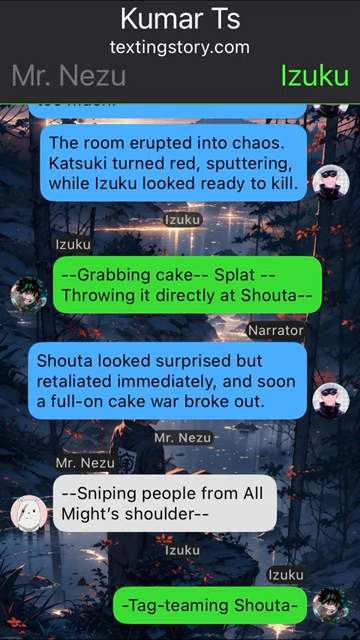 Kumar Ts
textingstory.com
Mr. Nezu Izuku
The room erupted into chaos.
Katsuki turned red, sputtering,
while Izuku looked ready to kill.
Izuku
Izuku
--Grabbing cake-- Splat --
Throwing it directly at Shouta--
Narrator
Shouta looked surprised but
retaliated immediately, and soon
a full-on cake war broke out.
Mr. Nezu
Mr. Nezu
--Sniping people from All
Might’s shoulder--
Izuku
Izuku
-Tag-teaming Shouta-